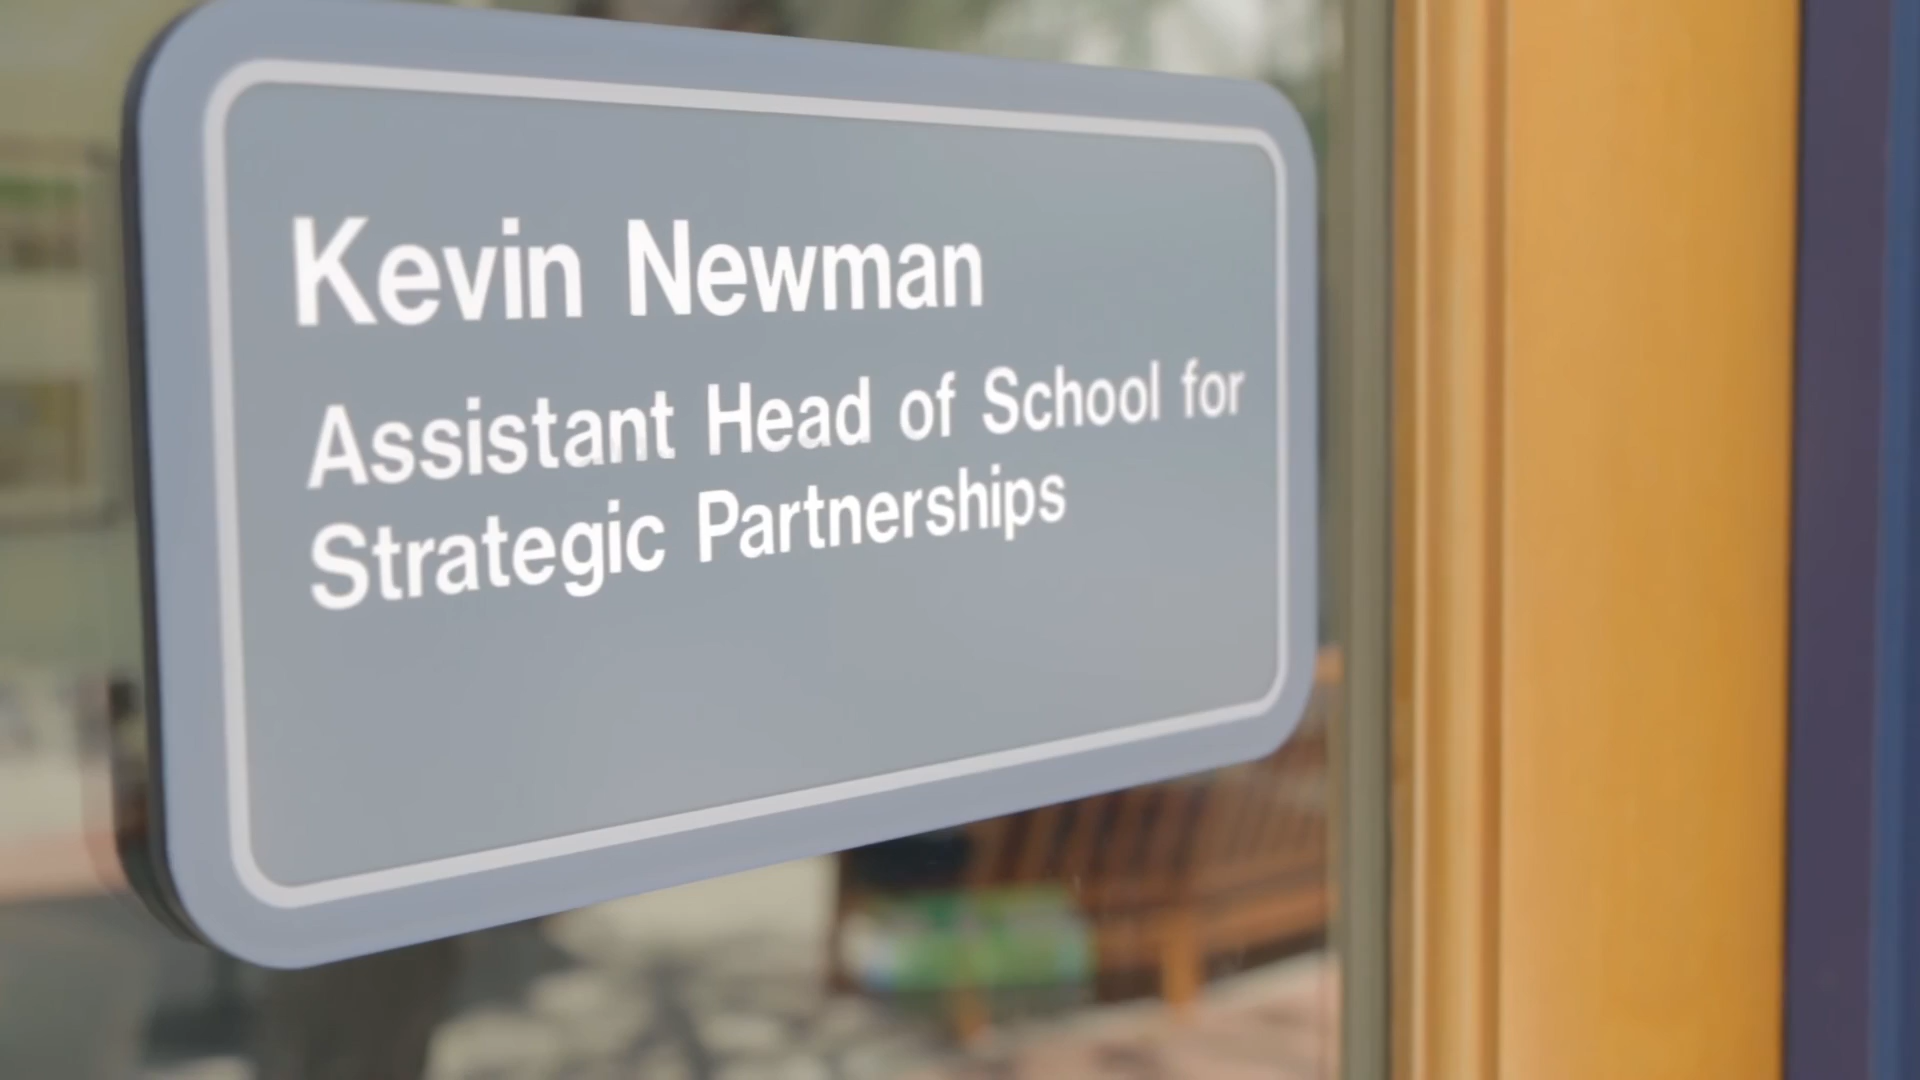 Kevin Newman
Assistant Head of School for
Strategic Partnerships